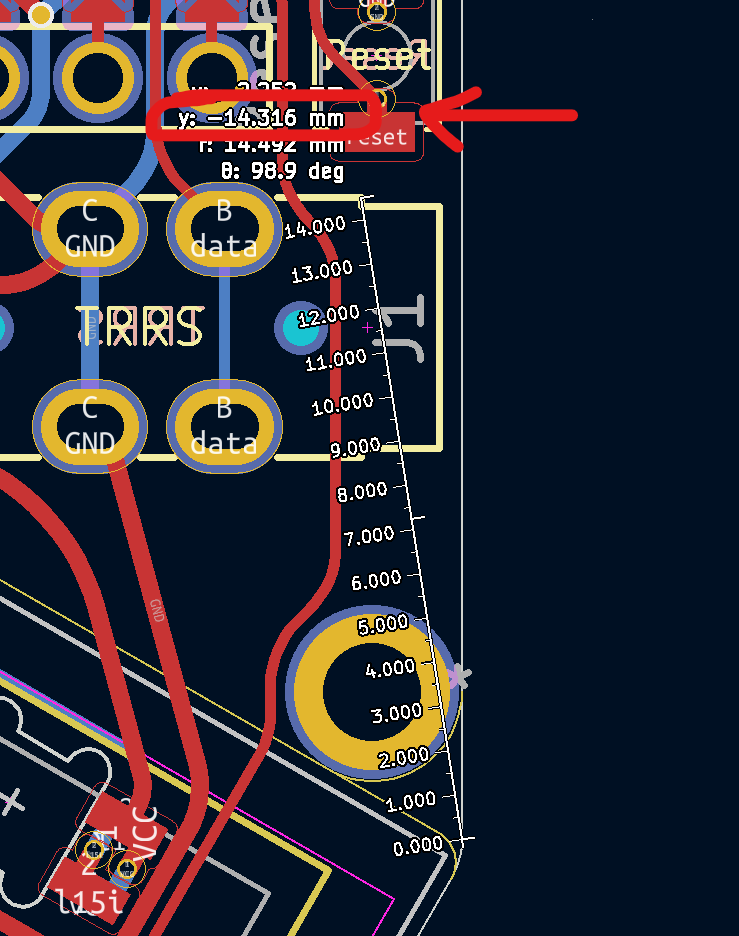 Reset
y: -14.316 mm
reset
r: 14.492 mm
θ: 98.9 deg
C
GND
B
data
14.000
13.000
12.000
11.000
10.000
9.000
8.000
7.000
6.000
5.000
4.000
3.000
2.000
1.000
0.000
J1
TRRS
GND
C
GND
B
data
GND
VCC
l15i